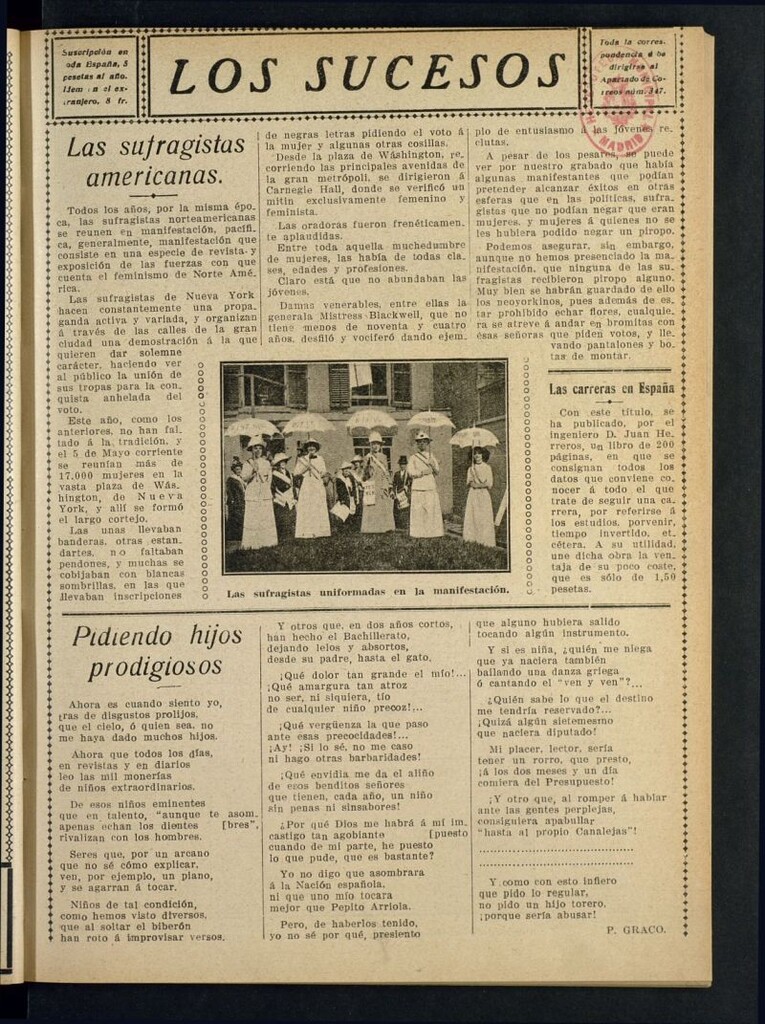 Suscripción en
oda España, 5
pesetas al año.
Idem en el ex-
ranjero, 8 fr.
LOS SUCESOS
Toda la corres-
pondencia debe
dirigirse al
Apartado de Co-
rreos núm. 347.
MADRID
Las sufragistas
americanas.
Todos los años, por la misma épo-
ca, las sufragistas norteamericanas
se reunen en manifestación, pacífi-
ca, generalmente, manifestación que
consiste en una especie de revista y
exposición de las fuerzas con que
cuenta el feminismo de Norte Amé-
rica.
Las sufragistas de Nueva York
hacen constantemente una propa-
ganda activa y variada, y organizan
á través de las calles de la gran
ciudad una demostración á la que
quieren dar solemne
carácter, haciendo ver
al público la unión de
sus tropas para la con-
quista anhelada del
voto.
Este año, como los
anteriores, no han fal-
tado á la tradición, y
el 5 de Mayo corriente
se reunían más de
17.000 mujeres en la
vasta plaza de Wás-
hington, de Nueva
York, y allí se formó
el largo cortejo.
Las unas llevaban
banderas, otras estan-
dartes, no faltaban
pendones, y muchas se
cobijaban con blancas
sombrillas, en las que
llevaban inscripciones
de negras letras pidiendo el voto á
la mujer y algunas otras cosillas.
Desde la plaza de Wáshington, re-
corriendo las principales avenidas de
la gran metrópoli, se dirigieron á
Carnegie Hall, donde se verificó un
mitin exclusivamente femenino y
feminista.
Las oradoras fueron frenéticamen-
te aplaudidas.
Entre toda aquella muchedumbre
de mujeres, las había de todas cla-
ses, edades y profesiones.
Claro está que no abundaban las
jóvenes.
Damas venerables, entre ellas la
generala Mistress Blackwell, que no
tiene menos de noventa y cuatro
años, desfiló y vociferó dando ejem-
plo de entusiasmo á las jóvenes re-
clutas.
A pesar de los pesares, se puede
ver por nuestro grabado que había
algunas manifestantes que podían
pretender alcanzar éxitos en otras
esferas que en las políticas, sufra-
gistas que no podían negar que eran
mujeres, y mujeres á quienes no se
les hubiera podido negar un piropo.
Podemos asegurar, sin embargo,
aunque no hemos presenciado la ma-
nifestación, que ninguna de las su-
fragistas recibieron piropo alguno.
Muy bien se habrán guardado de ello
los neoyorkinos, pues además de es-
tar prohibido echar flores, cualquie-
ra se atreve á andar en bromitas con
esas señoras que piden votos, y lle-
vando pantalones y bo-
tas de montar.
Las sufragistas uniformadas en la manifestación.
Las carreras en España
Con este título, se
ha publicado, por el
ingeniero D. Juan He-
rreros, un libro de 200
páginas, en que se
consignan todos los
datos que conviene co-
nocer á todo el que
trate de seguir una ca-
rrera, por referirse á
los estudios, porvenir,
tiempo invertido, et-
cétera. A su utilidad,
une dicha obra la ven-
taja de su poco coste,
que es sólo de 1,50
pesetas.
Pidiendo hijos
prodigiosos
Ahora es cuando siento yo,
tras de disgustos prolijos,
que el cielo, ó quien sea, no
me haya dado muchos hijos.
Ahora que todos los días,
en revistas y en diarios
leo las mil monerías
de niños extraordinarios.
De esos niños eminentes
que en talento, "aunque te asom-
apenas echan los dientes [bres",
rivalizan con los hombres.
Seres que, por un arcano
que no sé cómo explicar,
ven, por ejemplo, un piano,
y se agarran á tocar.
Niños de tal condición,
como hemos visto diversos,
que al soltar el biberón
han roto á improvisar versos.
Y otros que, en dos años cortos,
han hecho el Bachillerato,
dejando lelos y absortos,
desde su padre, hasta el gato.
¡Qué dolor tan grande el mío!...
¡Qué amargura tan atroz
no ser, ni siquiera, tío
de cualquier niño precoz!...
¡Qué vergüenza la que paso
ante esas precocidades!...
¡Ay! ¡Si lo sé, no me caso
ni hago otras barbaridades!
¡Qué envidia me da el aliño
de esos benditos señores
que tienen, cada año, un niño
sin penas ni sinsabores!
¿Por qué Dios me habrá á mí im-
castigo tan agobiante [puesto
cuando de mi parte, he puesto
lo que pude, que es bastante?
Yo no digo que asombrara
á la Nación española,
ni que uno mío tocara
mejor que Pepito Arriola.
Pero, de haberlos tenido,
yo no sé por qué, presiento
que alguno hubiera salido
tocando algún instrumento.
Y si es niña, ¿quién me niega
que ya naciera también
bailando una danza griega
ó cantando el "ven y ven"?...
¿Quién sabe lo que el destino
me tendría reservado?...
¡Quizá algún sietemesino
que naciera diputado!
Mi placer, lector, sería
tener un rorro, que presto,
¡á los dos meses y un día
comiera del Presupuesto!
¡Y otro que, al romper á hablar
ante las gentes perplejas,
consiguiera apabullar
"hasta al propio Canalejas"!
........................................
........................................
Y como con esto infiero
que pido lo regular,
no pido un hijo torero,
¡porque sería abusar!
P. GRACO.